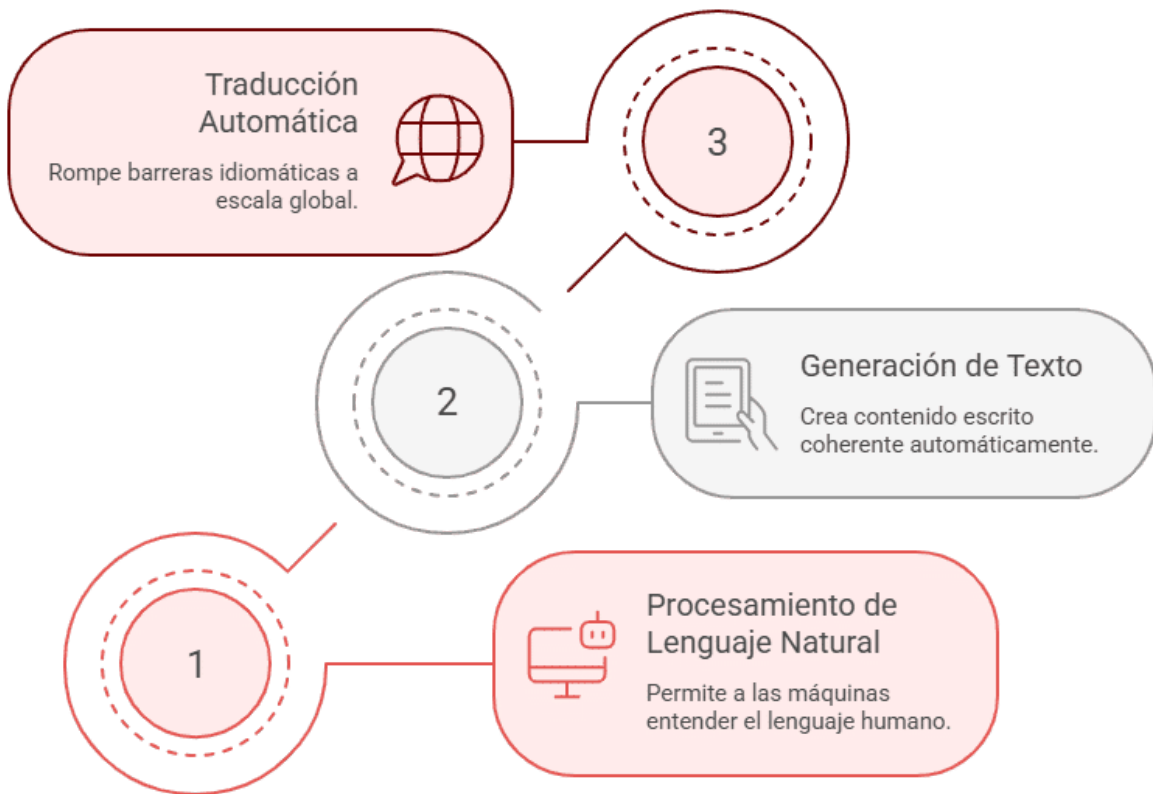 Traducción
Automática
Rompe barreras idiomáticas a
escala global.
3
2
Generación de Texto
Crea contenido escrito
coherente automáticamente.
1
Procesamiento de
Lenguaje Natural
Permite a las máquinas
entender el lenguaje humano.